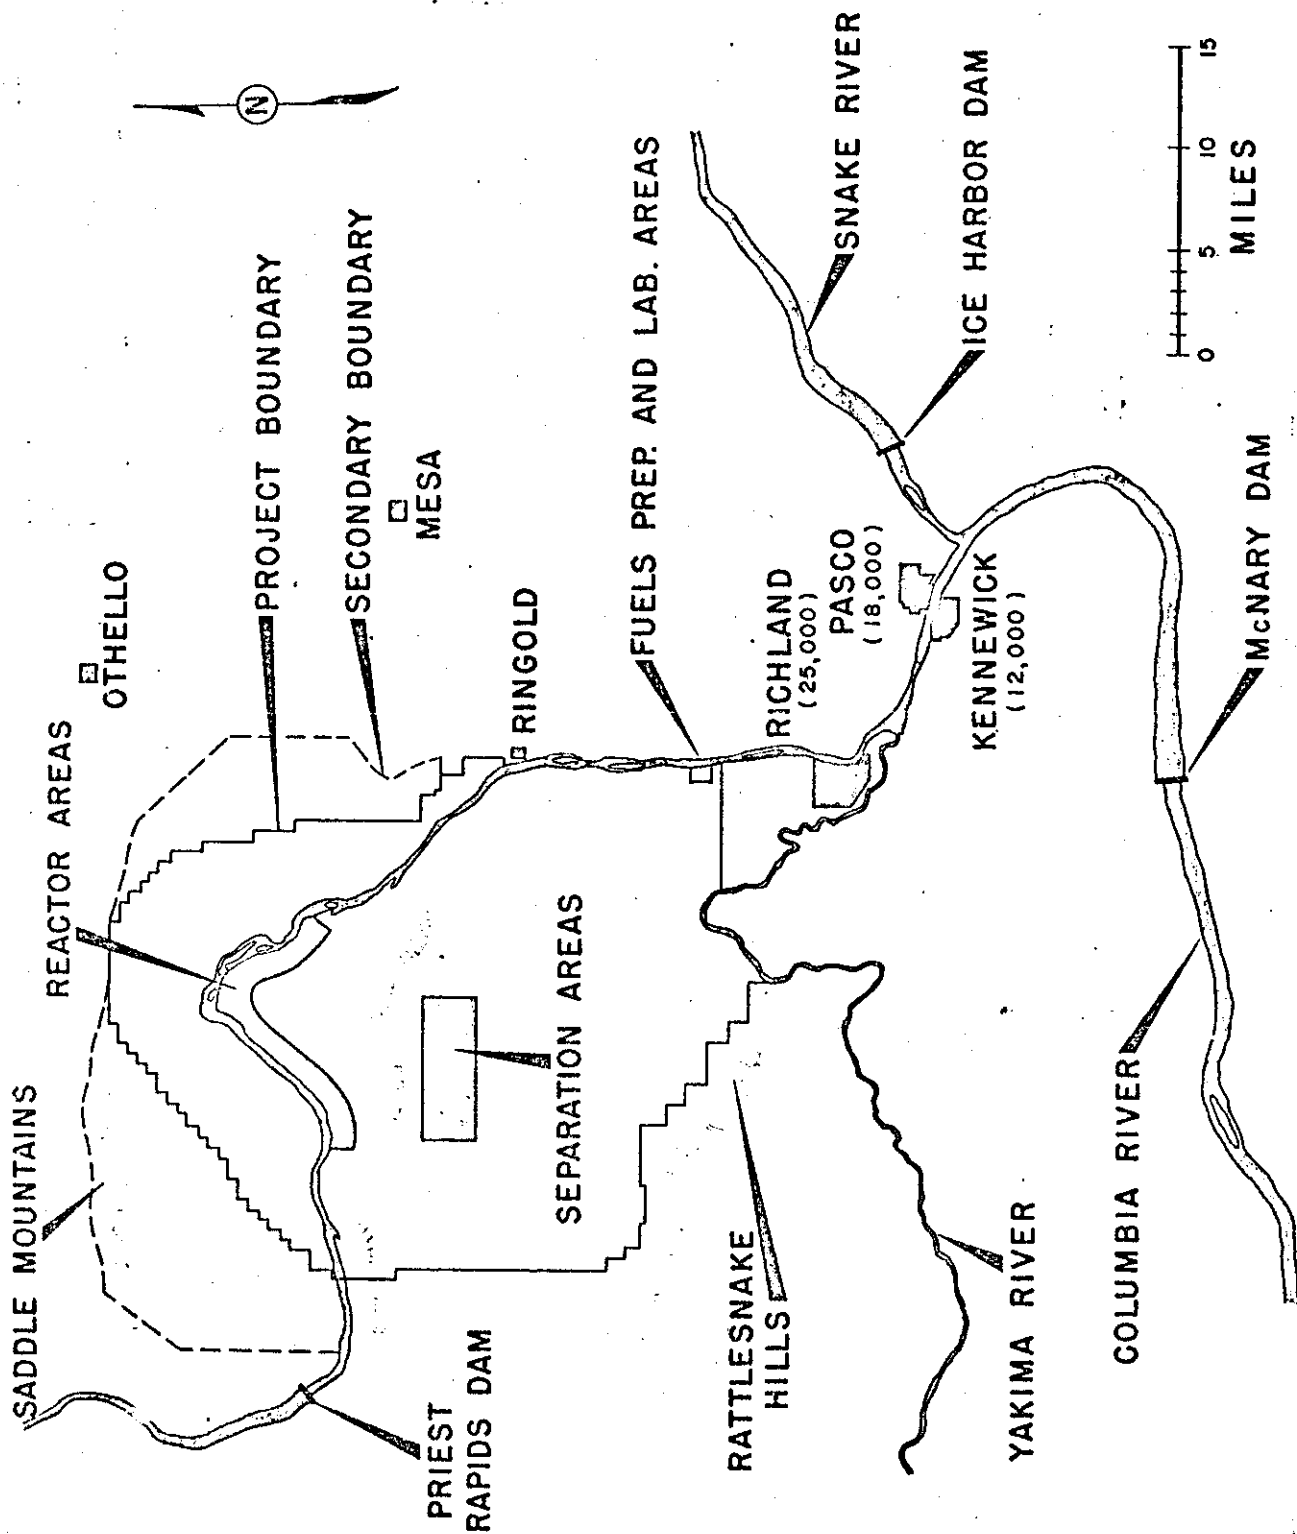 SADDLE MOUNTAINS
REACTOR AREAS
OTHELLO
N
PROJECT BOUNDARY
SECONDARY BOUNDARY
MESA
PRIEST
RAPIDS DAM
RINGOLD
SEPARATION AREAS
FUELS PREP. AND LAB. AREAS
RATTLESNAKE
HILLS
RICHLAND
(25,000)
PASCO
(18,000)
SNAKE RIVER
KENNEWICK
(12,000)
ICE HARBOR DAM
YAKIMA RIVER
COLUMBIA RIVER
McNARY DAM
0 5 10 15
MILES